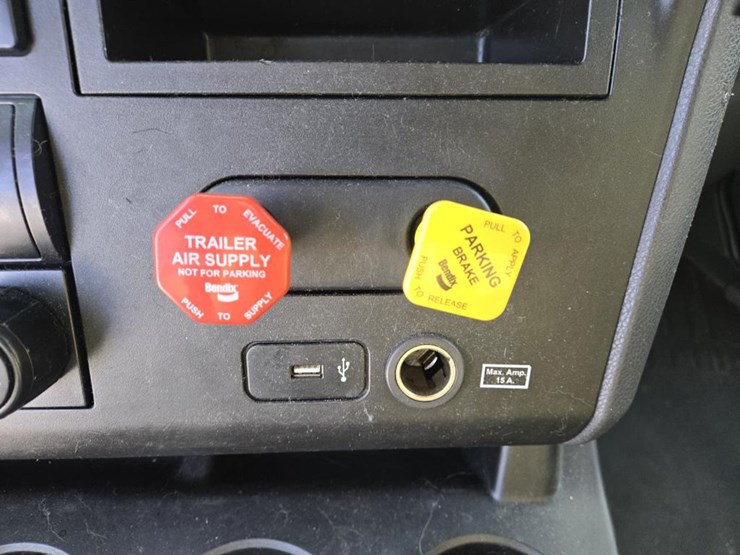 PULL TO EVACUATE
TRAILER
AIR SUPPLY
NOT FOR PARKING
Bendix
PUSH TO SUPPLY
PULL TO APPLY
PARKING
BRAKE
Bendix
PUSH TO RELEASE
Max. Amp.
15 A.